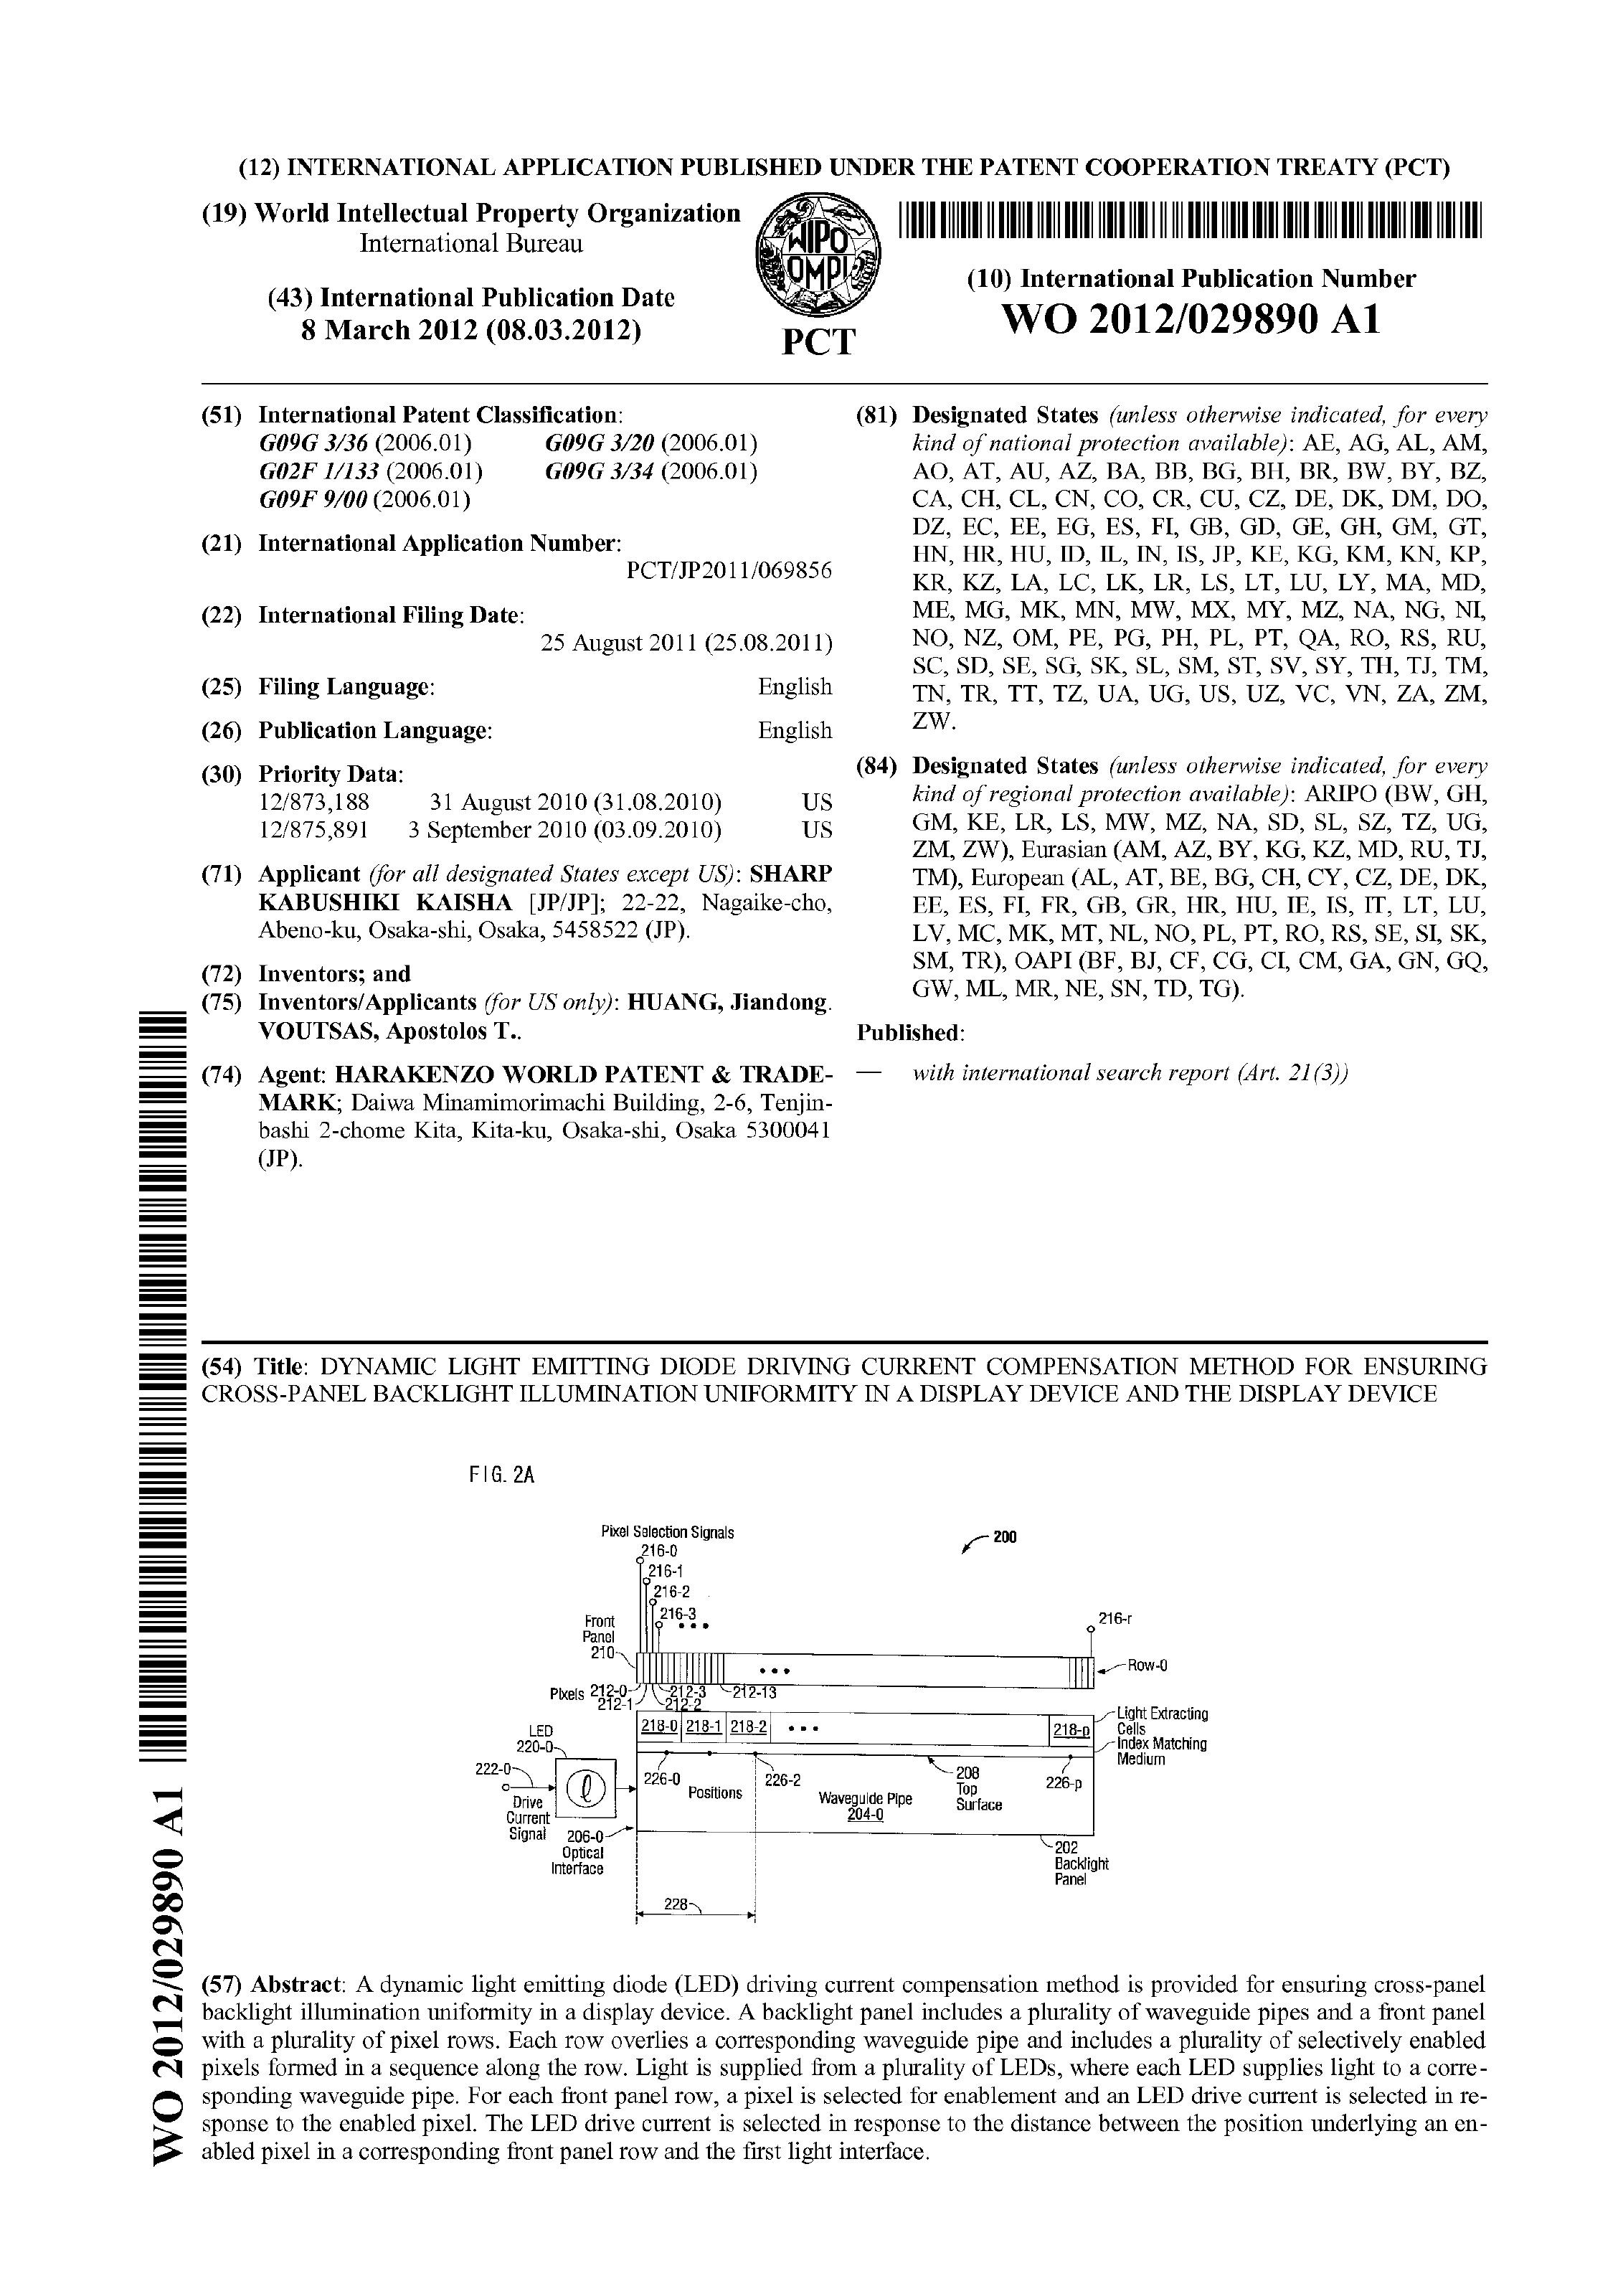 (12) INTERNATIONAL APPLICATION PUBLISHED UNDER THE PATENT COOPERATION TREATY (PCT)
(19) World Intellectual Property Organization
International Bureau
(43) International Publication Date
8 March 2012 (08.03.2012)
WIPO
OMPI
PCT
(10) International Publication Number
WO 2012/029890 A1
(51) International Patent Classification:
G09G 3/36 (2006.01) G09G 3/20 (2006.01)
G02F 1/133 (2006.01) G09G 3/34 (2006.01)
G09F 9/00 (2006.01)
(21) International Application Number:
PCT/JP2011/069856
(22) International Filing Date:
25 August 2011 (25.08.2011)
(25) Filing Language: English
(26) Publication Language: English
(30) Priority Data:
12/873,188 31 August 2010 (31.08.2010) US
12/875,891 3 September 2010 (03.09.2010) US
(71) Applicant (for all designated States except US): SHARP
KABUSHIKI KAISHA [JP/JP]; 22-22, Nagaike-cho,
Abeno-ku, Osaka-shi, Osaka, 5458522 (JP).
(72) Inventors; and
(75) Inventors/Applicants (for US only): HUANG, Jiandong.
VOUTSAS, Apostolos T..
(74) Agent: HARAKENZO WORLD PATENT & TRADE-
MARK; Daiwa Minamimorimachi Building, 2-6, Tenjin-
bashi 2-chome Kita, Kita-ku, Osaka-shi, Osaka 5300041
(JP).
(81) Designated States (unless otherwise indicated, for every
kind of national protection available): AE, AG, AL, AM,
AO, AT, AU, AZ, BA, BB, BG, BH, BR, BW, BY, BZ,
CA, CH, CL, CN, CO, CR, CU, CZ, DE, DK, DM, DO,
DZ, EC, EE, EG, ES, FI, GB, GD, GE, GH, GM, GT,
HN, HR, HU, ID, IL, IN, IS, JP, KE, KG, KM, KN, KP,
KR, KZ, LA, LC, LK, LR, LS, LT, LU, LY, MA, MD,
ME, MG, MK, MN, MW, MX, MY, MZ, NA, NG, NI,
NO, NZ, OM, PE, PG, PH, PL, PT, QA, RO, RS, RU,
SC, SD, SE, SG, SK, SL, SM, ST, SV, SY, TH, TJ, TM,
TN, TR, TT, TZ, UA, UG, US, UZ, VC, VN, ZA, ZM,
ZW.
(84) Designated States (unless otherwise indicated, for every
kind of regional protection available): ARIPO (BW, GH,
GM, KE, LR, LS, MW, MZ, NA, SD, SL, SZ, TZ, UG,
ZM, ZW), Eurasian (AM, AZ, BY, KG, KZ, MD, RU, TJ,
TM), European (AL, AT, BE, BG, CH, CY, CZ, DE, DK,
EE, ES, FI, FR, GB, GR, HR, HU, IE, IS, IT, LT, LU,
LV, MC, MK, MT, NL, NO, PL, PT, RO, RS, SE, SI, SK,
SM, TR), OAPI (BF, BJ, CF, CG, CI, CM, GA, GN, GQ,
GW, ML, MR, NE, SN, TD, TG).
Published:
— with international search report (Art. 21(3))
(54) Title: DYNAMIC LIGHT EMITTING DIODE DRIVING CURRENT COMPENSATION METHOD FOR ENSURING
CROSS-PANEL BACKLIGHT ILLUMINATION UNIFORMITY IN A DISPLAY DEVICE AND THE DISPLAY DEVICE
FIG. 2A
Pixel Selection Signals
200
216-0
216-1
216-2
216-3
216-r
Front
Panel
210
Row-0
Pixels 212-0 212-3 212-13
212-1 212-2
218-0 218-1 218-2 218-p
Light Extracting
Cells
Index Matching
Medium
LED
220-0
222-0
ℓ
Drive
Current
Signal
226-0
Positions
226-2
Waveguide Pipe
204-0
208
Top
Surface
226-p
206-0
Optical
Interface
202
Backlight
Panel
228
(57) Abstract: A dynamic light emitting diode (LED) driving current compensation method is provided for ensuring cross-panel
backlight illumination uniformity in a display device. A backlight panel includes a plurality of waveguide pipes and a front panel
with a plurality of pixel rows. Each row overlies a corresponding waveguide pipe and includes a plurality of selectively enabled
pixels formed in a sequence along the row. Light is supplied from a plurality of LEDs, where each LED supplies light to a corre-
sponding waveguide pipe. For each front panel row, a pixel is selected for enablement and an LED drive current is selected in re-
sponse to the enabled pixel. The LED drive current is selected in response to the distance between the position underlying an en-
abled pixel in a corresponding front panel row and the first light interface.
WO 2012/029890 A1